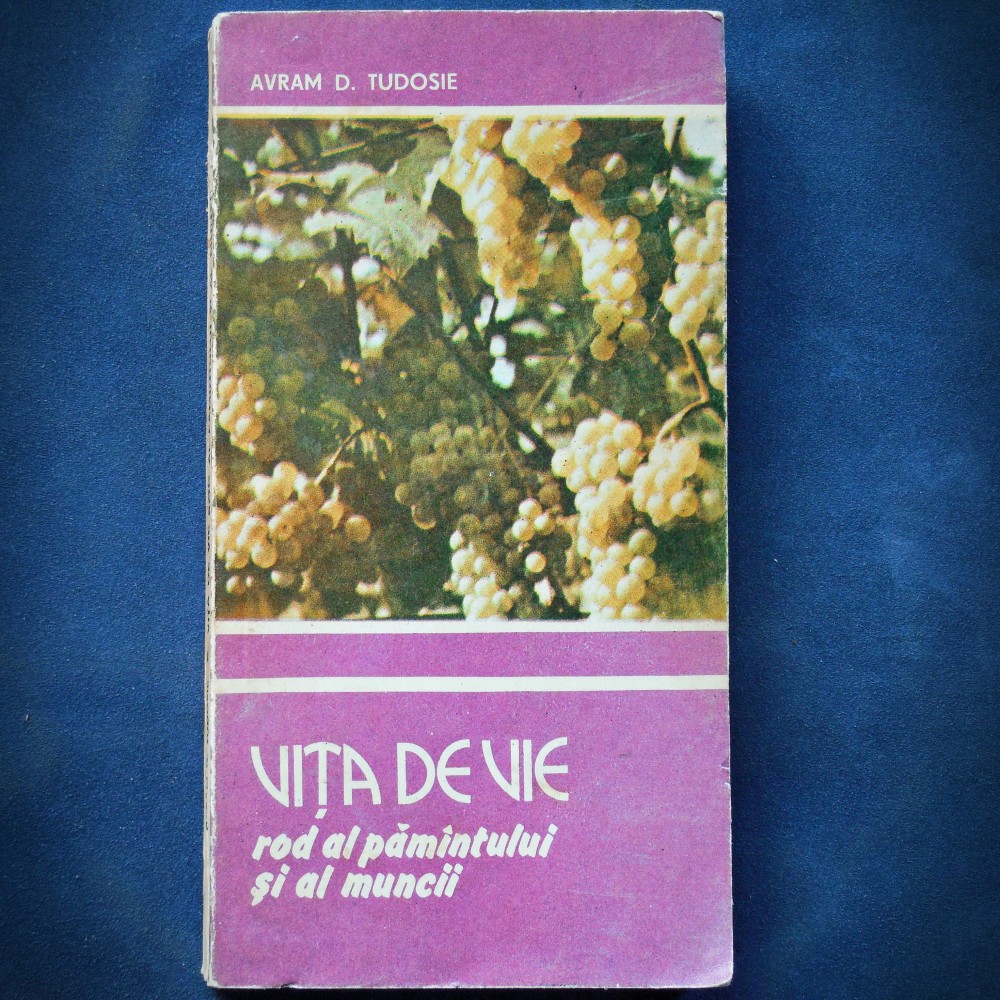 AVRAM D. TUDOSIE
VIȚA DE VIE
rod al pămîntului
și al muncii